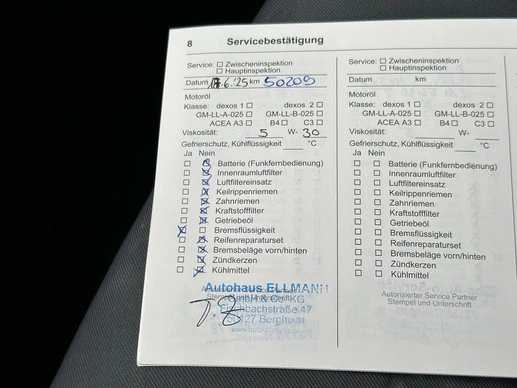 8 Servicebestätigung
Service: ☐ Zwischeninspektion
☐ Hauptinspektion
Datum 17.6.'25 km 50209
Motoröl
Klasse: dexos 1 ☐ dexos 2 ☐
GM-LL-A-025 ☐ GM-LL-B-025 ☐
ACEA A3 ☐ B4 ☐ C3 ☐
Viskosität: 5 W- 30
Gefrierschutz, Kühlflüssigkeit °C
Ja Nein
☐ ☒ Batterie (Funkfernbedienung)
☐ ☒ Innenraumluftfilter
☐ ☒ Luftfiltereinsatz
☐ ☒ Keilrippenriemen
☐ ☒ Zahnriemen
☐ ☒ Kraftstofffilter
☐ ☒ Getriebeöl
☒ ☐ Bremsflüssigkeit
☐ ☒ Reifenreparaturset
☐ ☒ Bremsbeläge vorn/hinten
☐ ☒ Zündkerzen
☐ ☒ Kühlmittel
Autohaus ELLMANN
GmbH & Co. KG
50127 Bergheim
Service: ☐ Zwischeninspektion
☐ Hauptinspektion
Datum km
Motoröl
Klasse: dexos 1 ☐ dexos 2 ☐
GM-LL-A-025 ☐ GM-LL-B-025 ☐
ACEA A3 ☐ B4 ☐ C3 ☐
Viskosität: W-
Gefrierschutz, Kühlflüssigkeit °C
Ja Nein
☐ ☐ Batterie (Funkfernbedienung)
☐ ☐ Innenraumluftfilter
☐ ☐ Luftfiltereinsatz
☐ ☐ Keilrippenriemen
☐ ☐ Zahnriemen
☐ ☐ Kraftstofffilter
☐ ☐ Getriebeöl
☐ ☐ Bremsflüssigkeit
☐ ☐ Reifenreparaturset
☐ ☐ Bremsbeläge vorn/hinten
☐ ☐ Zündkerzen
☐ ☐ Kühlmittel
Autorisierter Service Partner
Stempel und Unterschrift